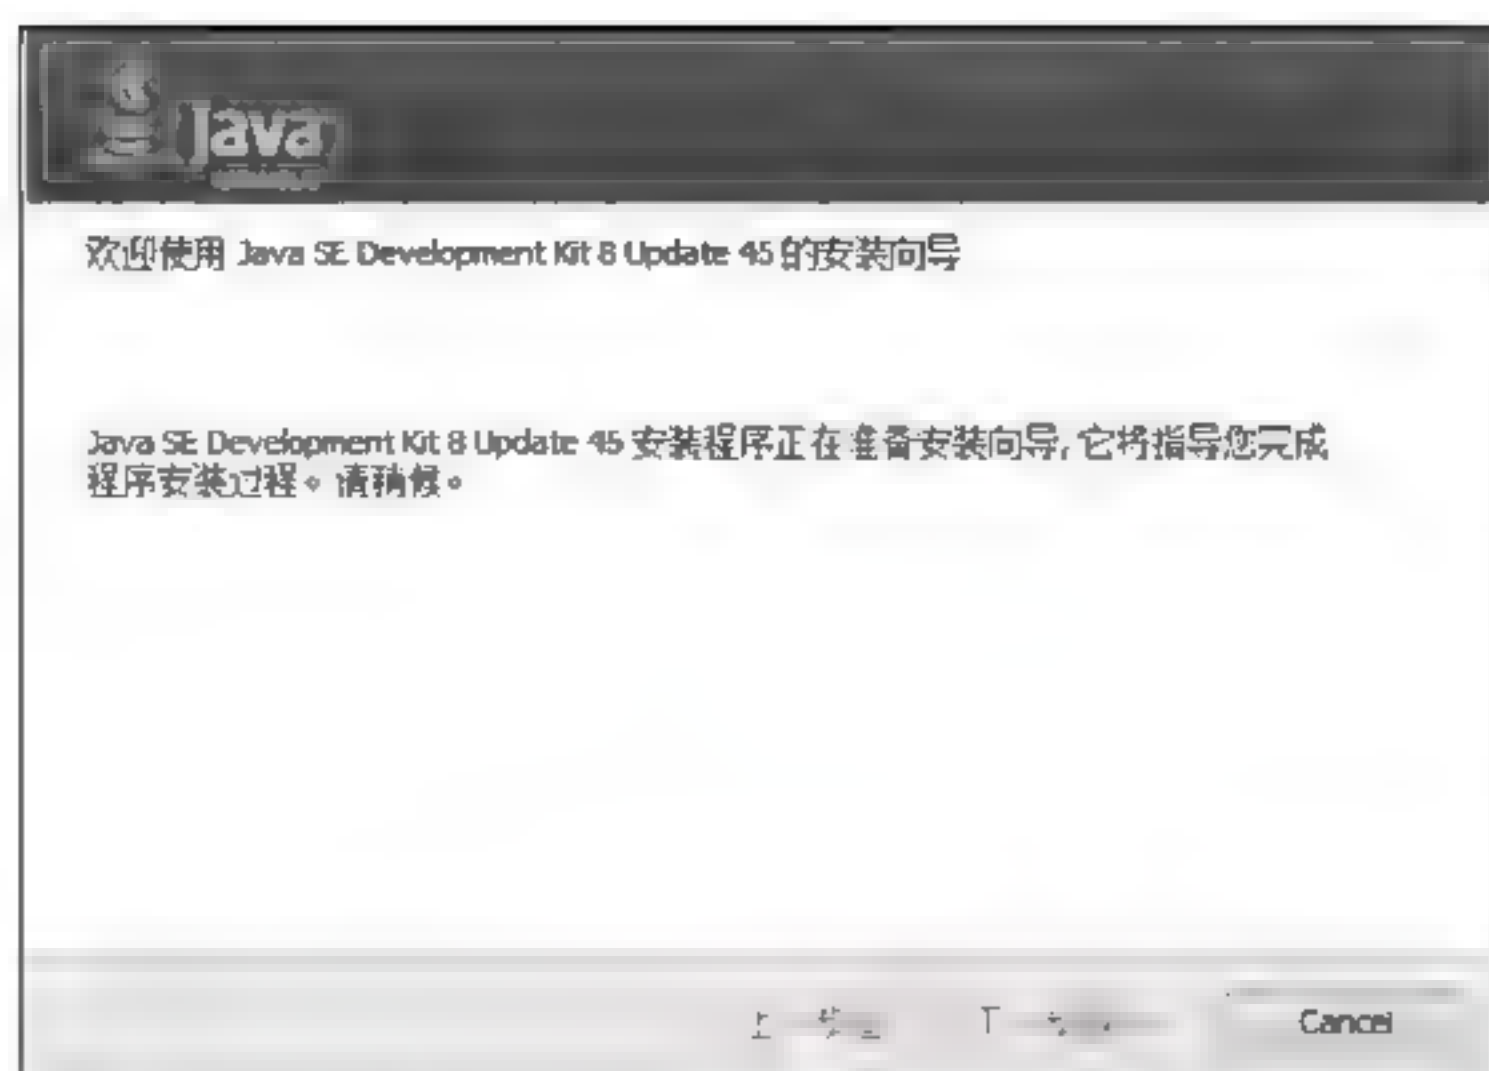 Java
欢迎使用 Java SE Development Kit 8 Update 45 的安装向导
Java SE Development Kit 8 Update 45 安装程序正在准备安装向导, 它将指导您完成
程序安装过程。请稍候。
Cancel